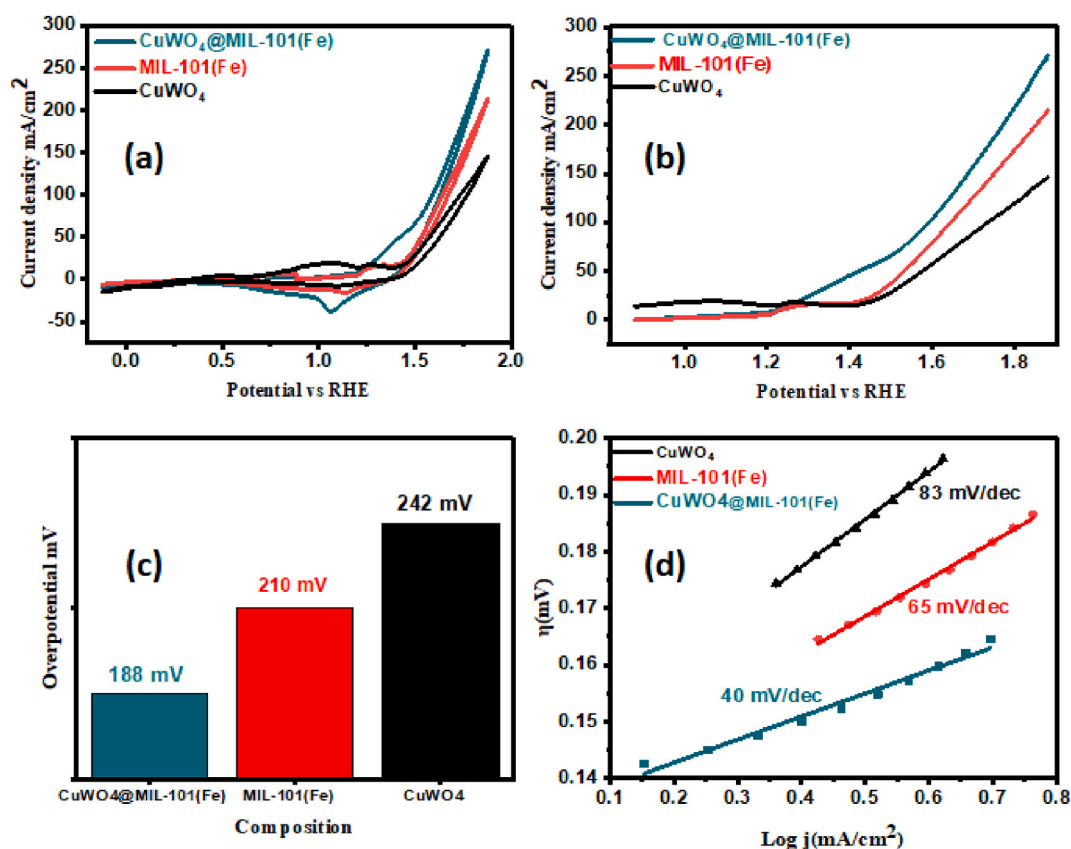 300
250
200
150
100
50
0
-50
Current density mA/cm²
CuWO₄@MIL-101(Fe)
MIL-101(Fe)
CuWO₄
(a)
0.0 0.5 1.0 1.5 2.0
Potential vs RHE
300
250
200
150
100
50
0
Current density mA/cm²
CuWO₄@MIL-101(Fe)
MIL-101(Fe)
CuWO₄
(b)
1.0 1.2 1.4 1.6 1.8
Potential vs RHE
Overpotential mV
(c)
188 mV
210 mV
242 mV
CuWO4@MIL-101(Fe) MIL-101(Fe) CuWO4
Composition
0.20
0.19
0.18
0.17
0.16
0.15
0.14
η(mV)
CuWO₄
MIL-101(Fe)
CuWO4@MIL-101(Fe)
83 mV/dec
(d)
65 mV/dec
40 mV/dec
0.1 0.2 0.3 0.4 0.5 0.6 0.7 0.8
Log j(mA/cm²)